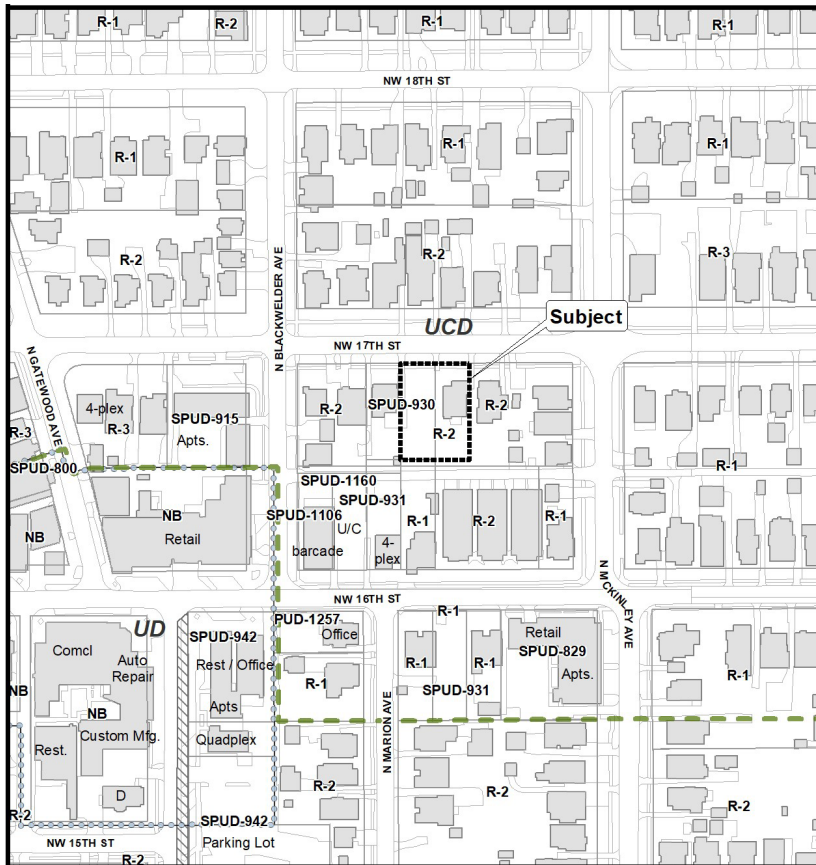 R-1
R-2
R-1
R-1
NW 18TH ST
R-1
R-1
R-1
R-2
R-2
R-3
N BLACKWELDER AVE
UCD
Subject
NW 17TH ST
N GATEWOOD AVE
4-plex
R-3
SPUD-915
Apts.
R-2
SPUD-930
R-2
R-2
R-3
SPUD-800
R-1
SPUD-1160
SPUD-931
SPUD-1106
U/C
NB
Retail
NB
barcade
4-
plex
R-1
R-2
R-1
NW 16TH ST
N MCKINLEY AVE
R-1
UD
PUD-1257
Office
SPUD-942
Rest / Office
Apts
Comcl
Auto
Repair
Retail
SPUD-829
Apts.
R-1
R-1
R-1
R-1
SPUD-931
NB
NB
Custom Mfg.
Rest.
Quadplex
N MARION AVE
D
R-2
R-2
R-2
R-2
SPUD-942
Parking Lot
NW 15TH ST
R-2